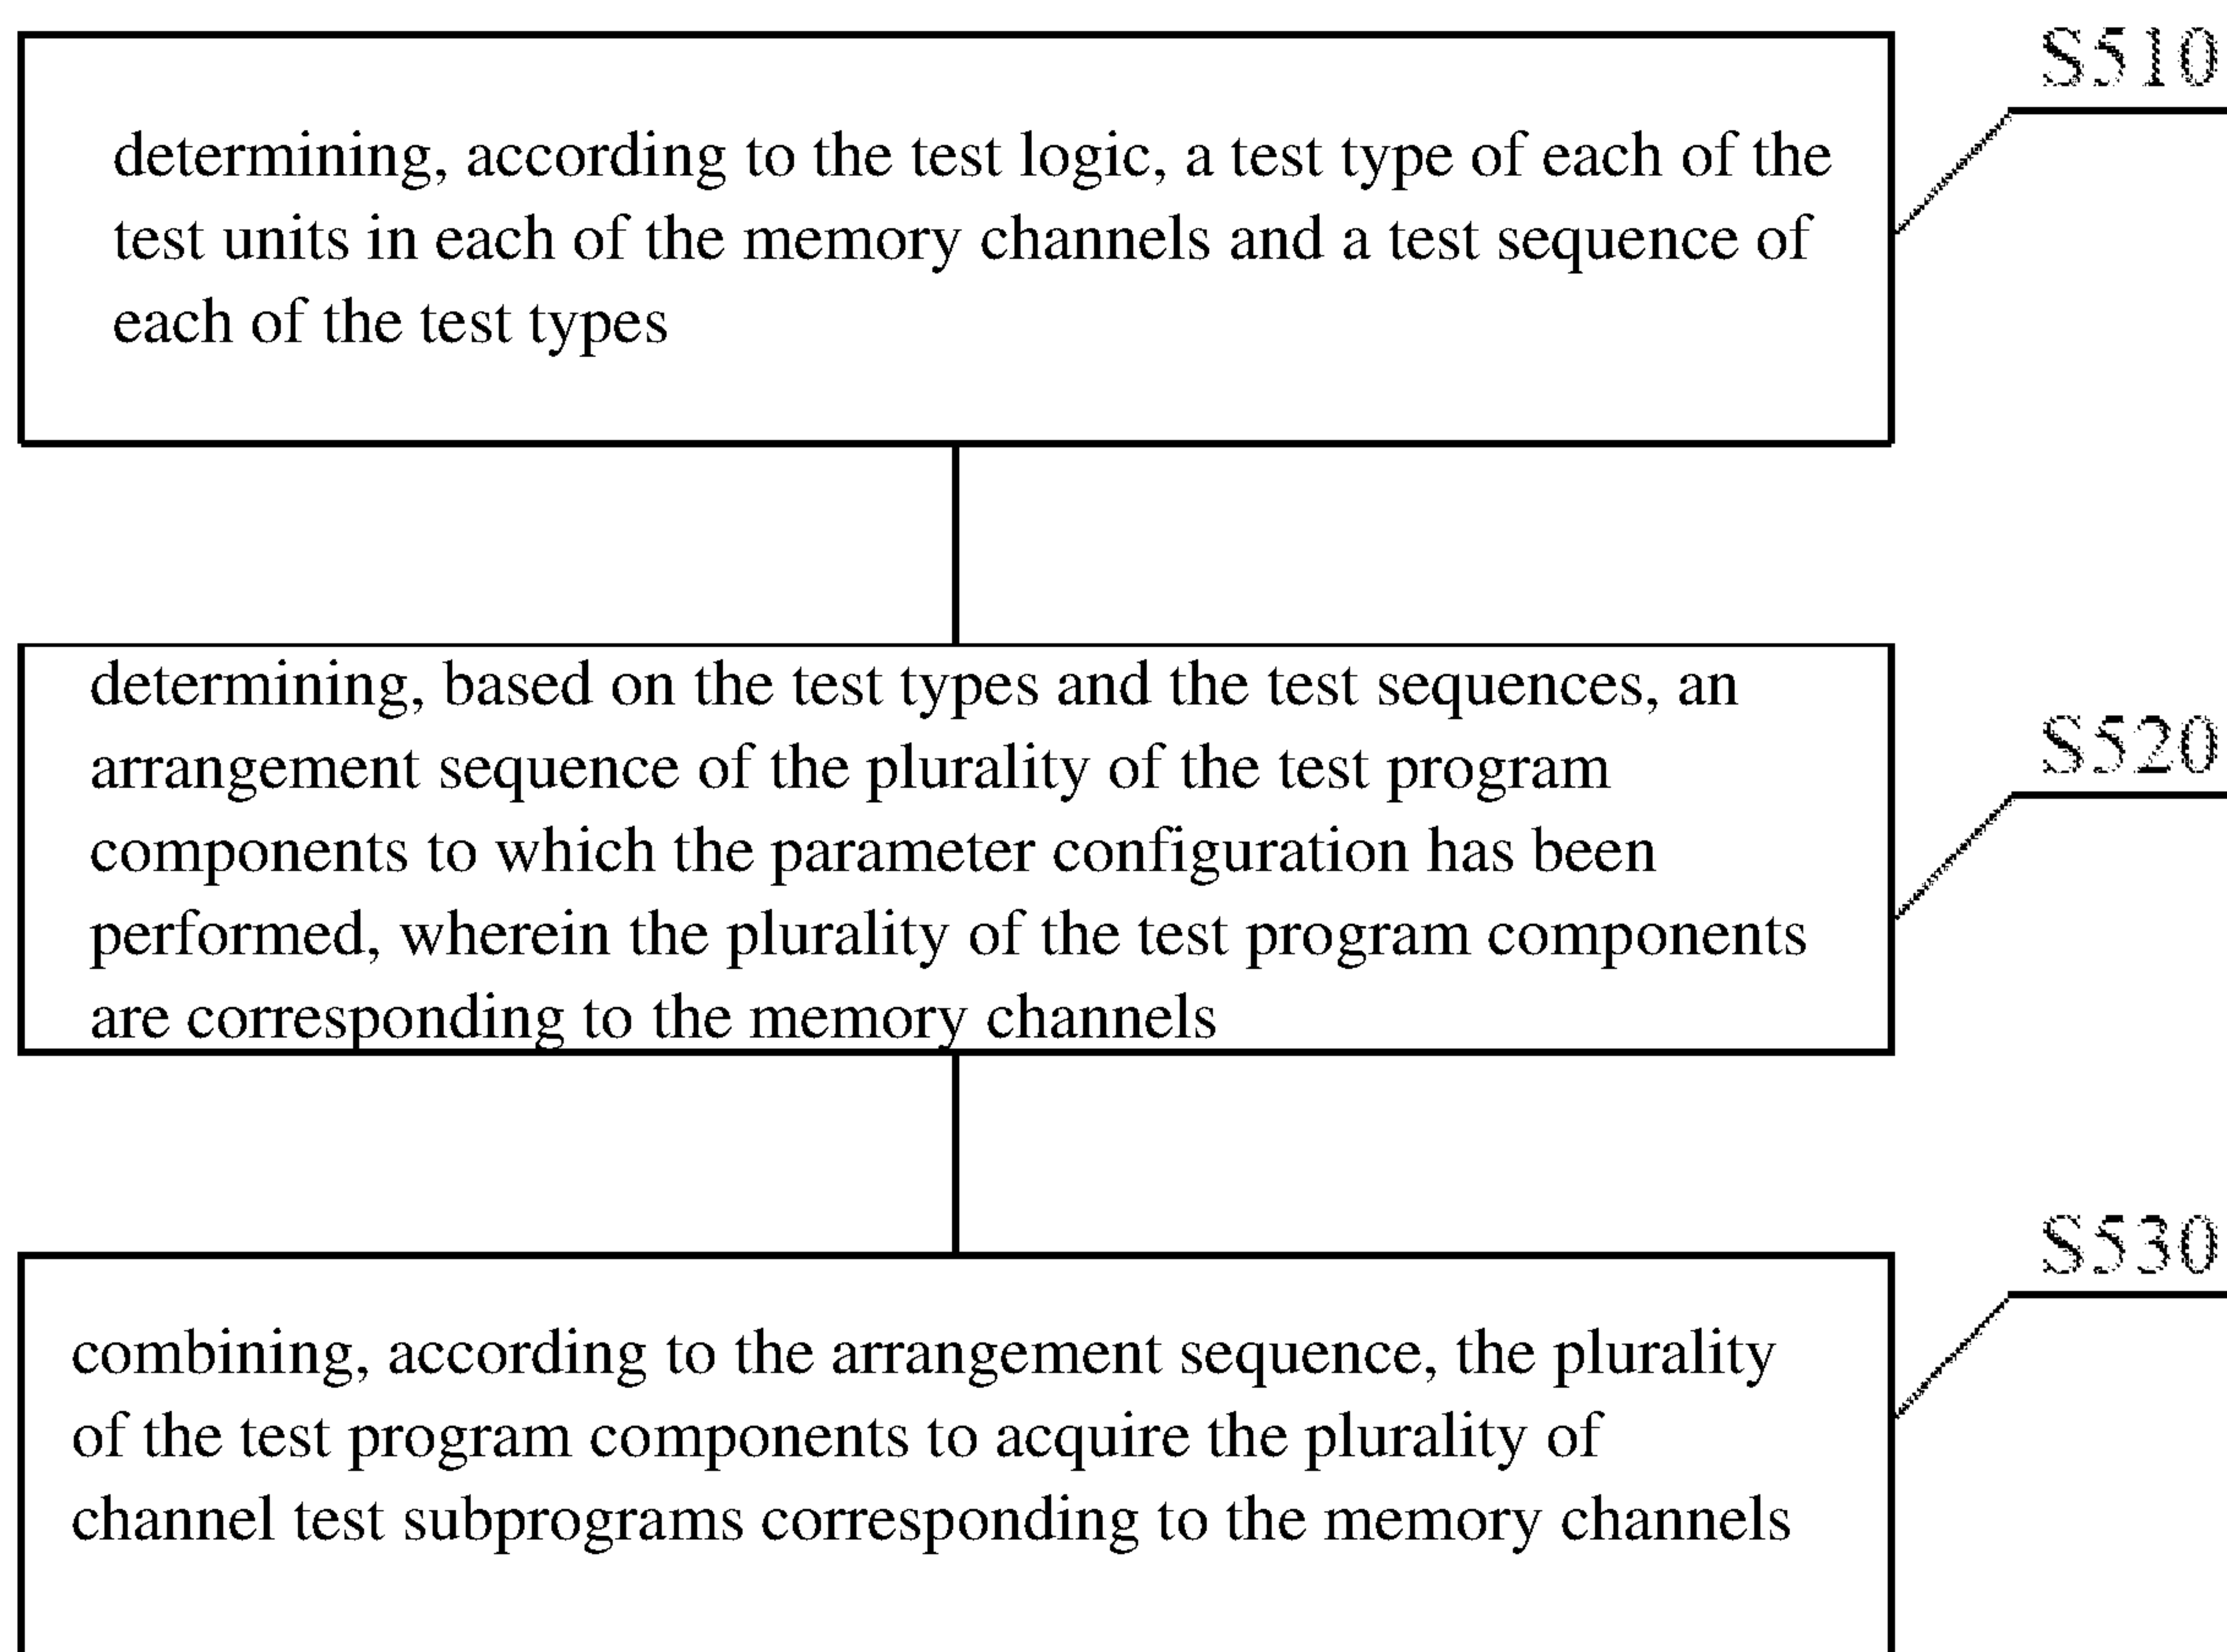 S510
determining, according to the test logic, a test type of each of the
test units in each of the memory channels and a test sequence of
each of the test types
determining, based on the test types and the test sequences, an
arrangement sequence of the plurality of the test program
components to which the parameter configuration has been
performed, wherein the plurality of the test program components
are corresponding to the memory channels
S520
combining, according to the arrangement sequence, the plurality
of the test program components to acquire the plurality of
channel test subprograms corresponding to the memory channels
S530